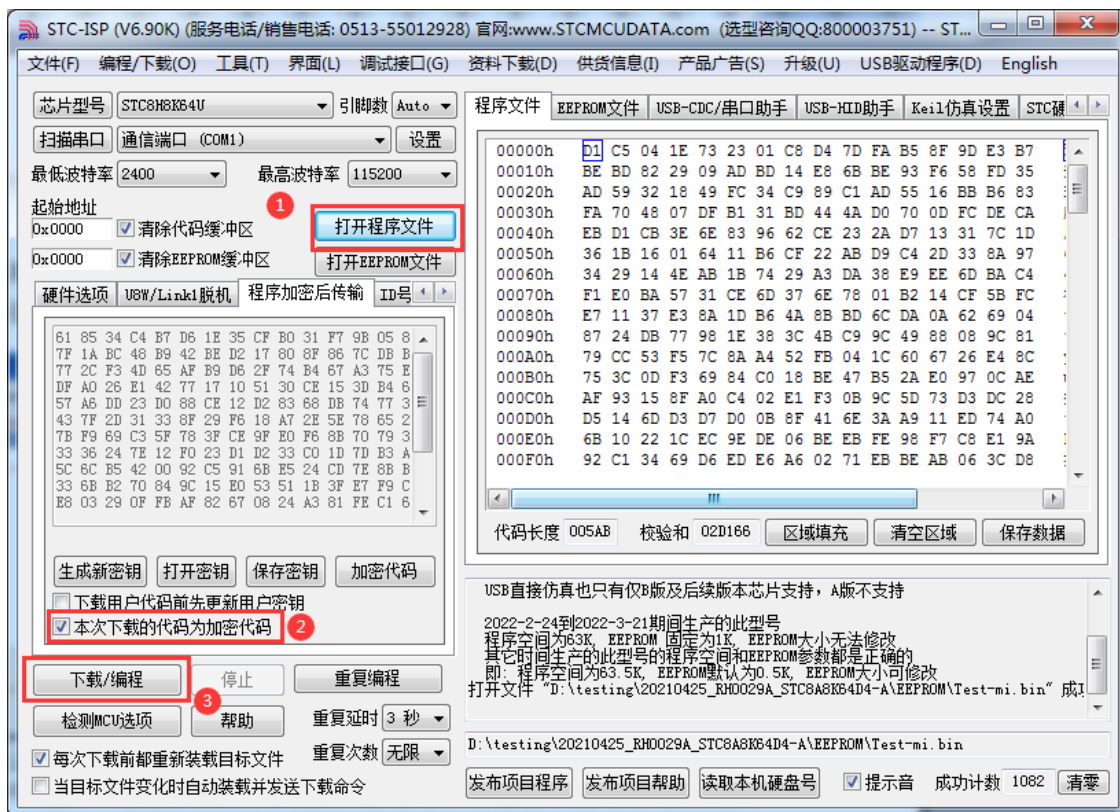 STC-ISP (V6.90K) (服务电话/销售电话: 0513-55012928) 官网:www.STCMCUDATA.com (选型咨询QQ:800003751) -- ST...
文件(F) 编程/下载(O) 工具(T) 界面(L) 调试接口(G) 资料下载(D) 供货信息(I) 产品广告(S) 升级(U) USB驱动程序(D) English
芯片型号 STC8H8K64U 引脚数 Auto
扫描串口 通信端口 (COM1) 设置
最低波特率 2400 最高波特率 115200
起始地址
1
0x0000 清除代码缓冲区 打开程序文件
0x0000 清除EEPROM缓冲区 打开EEPROM文件
硬件选项 U8W/Link1脱机 程序加密后传输 ID号
61 85 34 C4 B7 D6 1E 35 CF B0 31 F7 9B 05 8
7F 1A BC 48 B9 42 BE D2 17 80 8F 86 7C DB B
77 2C F3 4D 65 AF B9 D6 2F 74 B4 67 A3 75 E
DF A0 26 E1 42 77 17 10 51 30 CE 15 3D B4 6
57 A6 DD 23 D0 88 CE 12 D2 83 68 DB 74 77 3
43 7F 2D 31 33 8F 29 F6 18 A7 2E 5E 78 65 2
7B F9 69 C3 5F 78 3F CE 9F E0 F6 8B 70 79 3
33 36 24 7E 12 F0 23 D1 D2 33 C0 1D 7D B3 A
5C 6C B5 42 00 92 C5 91 6B E5 24 CD 7E 8B B
33 6B B2 70 84 9C 15 E0 53 51 1B 3F E7 F9 C
E8 03 29 0F FB AF 82 67 08 24 A3 81 FE C1 6
生成新密钥 打开密钥 保存密钥 加密代码
下载用户代码前先更新用户密钥
本次下载的代码为加密代码 2
下载/编程 停止 重复编程
3
检测MCU选项 帮助 重复延时 3 秒
每次下载前都重新装载目标文件 重复次数 无限
当目标文件变化时自动装载并发送下载命令
程序文件 EEPROM文件 USB-CDC/串口助手 USB-HID助手 Keil仿真设置 STC硬
00000h D1 C5 04 1E 73 23 01 C8 D4 7D FA B5 8F 9D E3 B7
00010h BE BD 82 29 09 AD BD 14 E8 6B BE 93 F6 58 FD 35
00020h AD 59 32 18 49 FC 34 C9 89 C1 AD 55 16 BB B6 83
00030h FA 70 48 07 DF B1 31 BD 44 4A D0 70 0D FC DE CA
00040h EB D1 CB 3E 6E 83 96 62 CE 23 2A D7 13 31 7C 1D
00050h 36 1B 16 01 64 11 B6 CF 22 AB D9 C4 2D 33 8A 97
00060h 34 29 14 4E AB 1B 74 29 A3 DA 38 E9 EE 6D BA C4
00070h F1 E0 BA 57 31 CE 6D 37 6E 78 01 B2 14 CF 5B FC
00080h E7 11 37 E3 8A 1D B6 4A 8B BD 6C DA 0A 62 69 04
00090h 87 24 DB 77 98 1E 38 3C 4B C9 9C 49 88 08 9C 81
000A0h 79 CC 53 F5 7C 8A A4 52 FB 04 1C 60 67 26 E4 8C
000B0h 75 3C 0D F3 69 84 C0 18 BE 47 B5 2A E0 97 0C AE
000C0h AF 93 15 8F A0 C4 02 E1 F3 0B 9C 5D 73 D3 DC 28
000D0h D5 14 6D D3 D7 D0 0B 8F 41 6E 3A A9 11 ED 74 A0
000E0h 6B 10 22 1C EC 9E DE 06 BE EB FE 98 F7 C8 E1 9A
000F0h 92 C1 34 69 D6 ED E6 A6 02 71 EB BE AB 06 3C D8
代码长度 005AB 校验和 02D166 区域填充 清空区域 保存数据
USB直接仿真也只有仅B版及后续版本芯片支持，A版不支持
2022-2-24到2022-3-21期间生产的此型号
程序空间为63K, EEPROM 固定为1K, EEPROM大小无法修改
其它时间生产的此型号的程序空间和EEPROM参数都是正确的
即: 程序空间为63.5K, EEPROM默认为0.5K, EEPROM大小可修改
打开文件 "D:\testing\20210425_RH0029A_STC8A8K64D4-A\EEPROM\Test-mi.bin" 成功!
D:\testing\20210425_RH0029A_STC8A8K64D4-A\EEPROM\Test-mi.bin
发布项目程序 发布项目帮助 读取本机硬盘号 提示音 成功计数 1082 清零